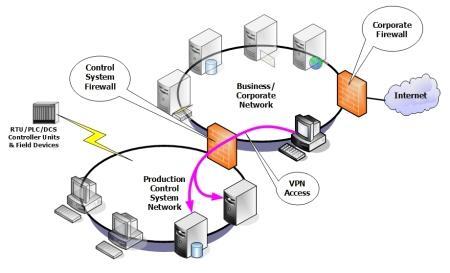 Corporate
Firewall
Control
System
Firewall
Business/
Corporate
Network
Internet
RTU/PLC/DCS
Controller Units
& Field Devices
VPN
Access
Production
Control
System
Network